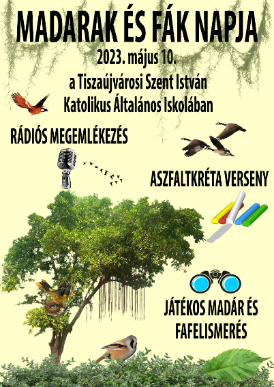 MADARAK ÉS FÁK NAPJA
2023. május 10.
a Tiszaújvárosi Szent István
Katolikus Általános Iskolában
RÁDIÓS MEGEMLÉKEZÉS
ASZFALTKRÉTA VERSENY
JÁTÉKOS MADÁR ÉS
FAFELISMERÉS